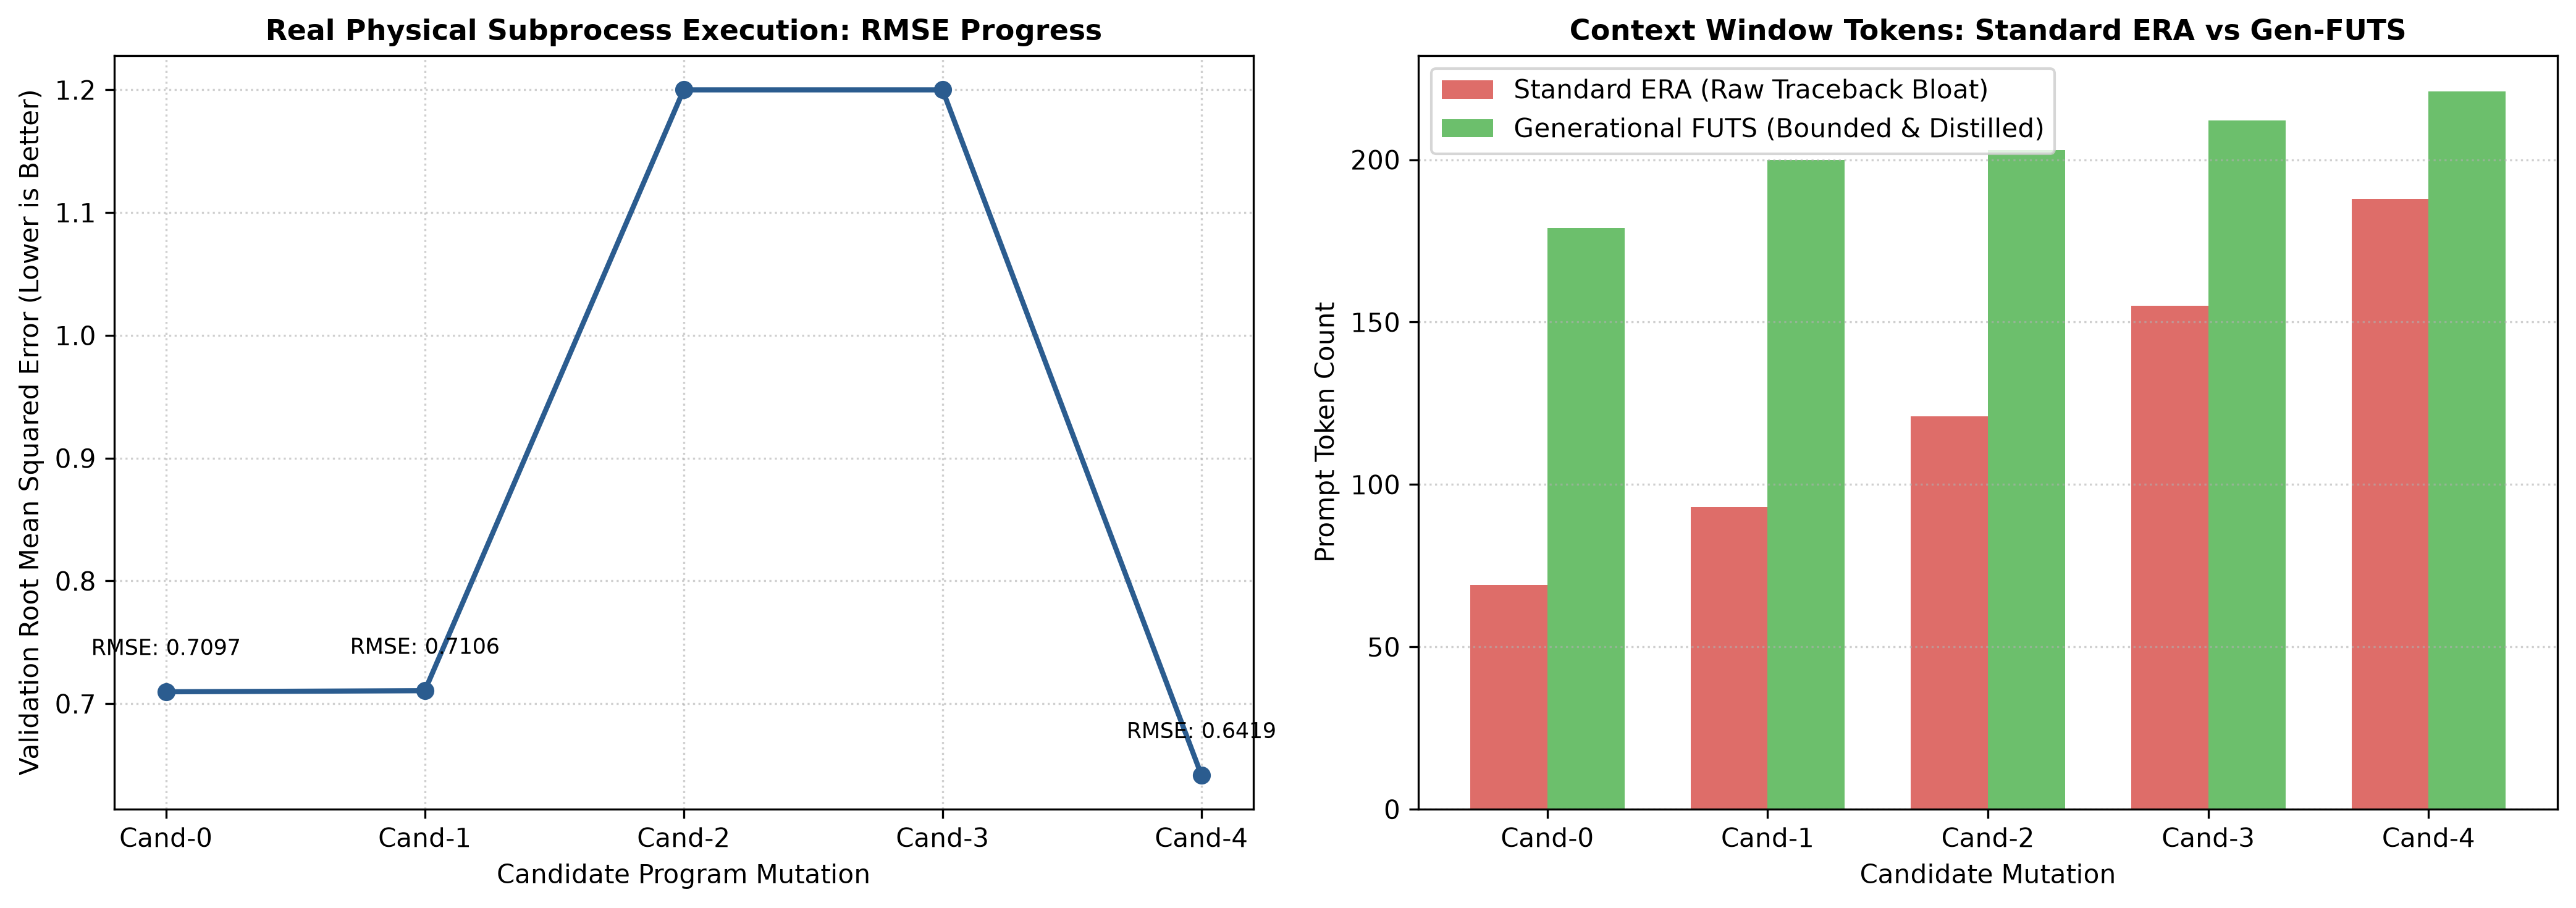 Real Physical Subprocess Execution: RMSE Progress
Validation Root Mean Squared Error (Lower is Better)
1.2
1.1
1.0
0.9
0.8
0.7
RMSE: 0.7097
RMSE: 0.7106
RMSE: 0.6419
Cand-0
Cand-1
Cand-2
Cand-3
Cand-4
Candidate Program Mutation
Context Window Tokens: Standard ERA vs Gen-FUTS
Standard ERA (Raw Traceback Bloat)
Generational FUTS (Bounded & Distilled)
Prompt Token Count
200
150
100
50
0
Cand-0
Cand-1
Cand-2
Cand-3
Cand-4
Candidate Mutation